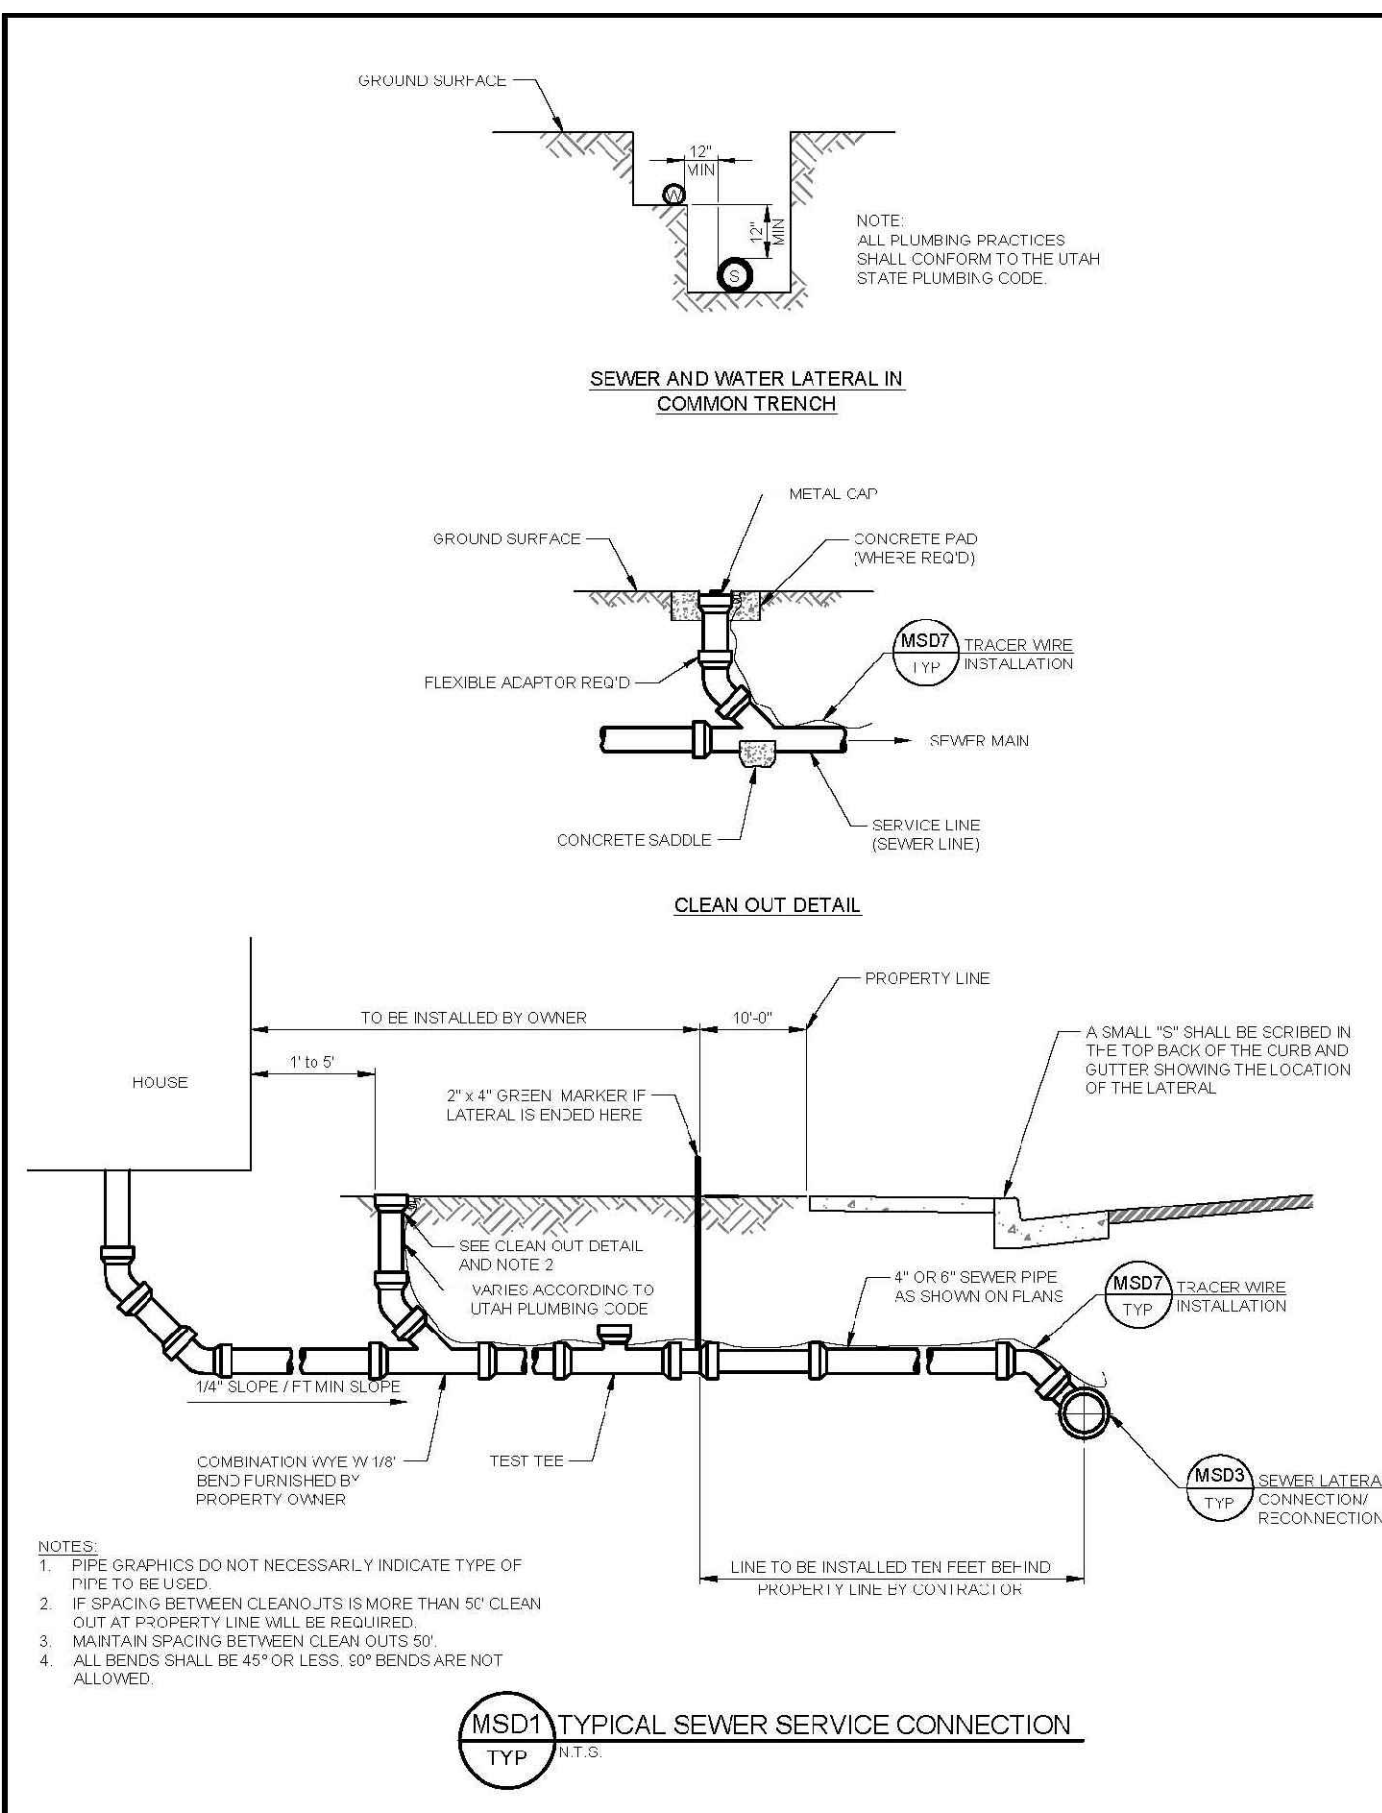 GROUND SURFACE
12"
MIN
W
12"
MIN
S
NOTE:
ALL PLUMBING PRACTICES
SHALL CONFORM TO THE UTAH
STATE PLUMBING CODE.
SEWER AND WATER LATERAL IN
COMMON TRENCH
METAL CAP
GROUND SURFACE
CONCRETE PAD
(WHERE REQ'D)
MSD7
TYP
TRACER WIRE
INSTALLATION
FLEXIBLE ADAPTOR REQ'D
SEWER MAIN
SERVICE LINE
(SEWER LINE)
CONCRETE SADDLE
CLEAN OUT DETAIL
PROPERTY LINE
TO BE INSTALLED BY OWNER
10'-0"
A SMALL "S" SHALL BE SCRIBED IN
THE TOP BACK OF THE CURB AND
GUTTER SHOWING THE LOCATION
OF THE LATERAL
1' to 5'
HOUSE
2" x 4" GREEN MARKER IF
LATERAL IS ENDED HERE
SEE CLEAN OUT DETAIL
AND NOTE 2
VARIES ACCORDING TO
UTAH PLUMBING CODE
4" OR 6" SEWER PIPE
AS SHOWN ON PLANS
MSD7
TYP
TRACER WIRE
INSTALLATION
1/4" SLOPE / FT MIN SLOPE
COMBINATION WYE W 1/8'
BEND FURNISHED BY
PROPERTY OWNER
TEST TEE
MSD3
TYP
SEWER LATERA
CONNECTION/
RECONNECTION
LINE TO BE INSTALLED TEN FEET BEHIND
PROPERTY LINE BY CONTRACTOR
NOTES:
1. PIPE GRAPHICS DO NOT NECESSARILY INDICATE TYPE OF
PIPE TO BE USED.
2. IF SPACING BETWEEN CLEANOUTS IS MORE THAN 50' CLEAN
OUT AT PROPERTY LINE WILL BE REQUIRED.
3. MAINTAIN SPACING BETWEEN CLEAN OUTS 50'.
4. ALL BENDS SHALL BE 45° OR LESS. 90° BENDS ARE NOT
ALLOWED.
MSD1
TYP
TYPICAL SEWER SERVICE CONNECTION
N.T.S.